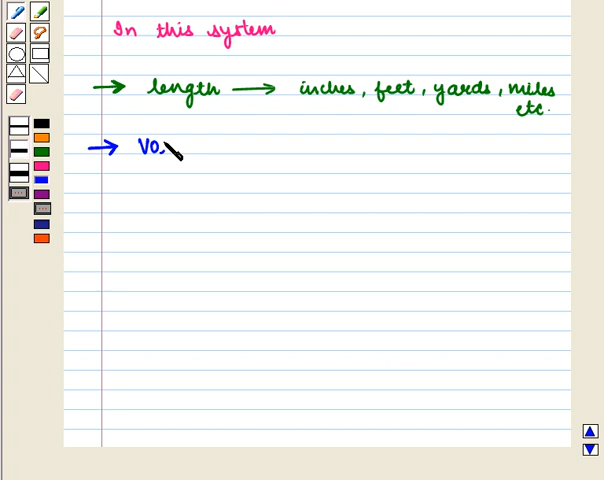 In this system
→ length → inches, feet, yards, miles
etc.
→ Vo